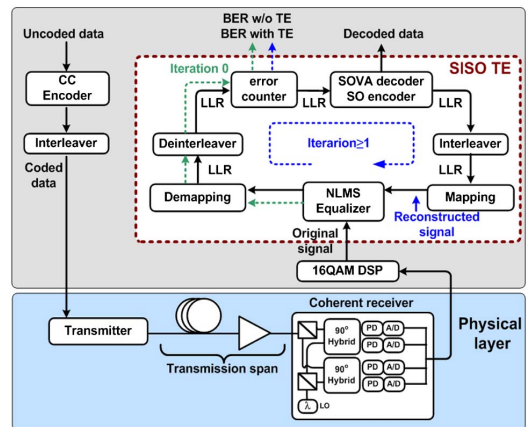 BER w/o TE
BER with TE
Uncoded data
Decoded data
SISO TE
Iteration 0
CC
Encoder
error
counter
SOVA decoder
SO encoder
LLR
LLR
LLR
Interleaver
Deinterleaver
Iterarion≥1
Interleaver
Coded
data
LLR
LLR
Demapping
NLMS
Equalizer
Mapping
Original
signal
Reconstructed
signal
16QAM DSP
Coherent receiver
Physical
layer
Transmitter
Transmission span
90o
Hybrid
PD
A/D
PD
A/D
90o
Hybrid
PD
A/D
PD
A/D
λ
LO